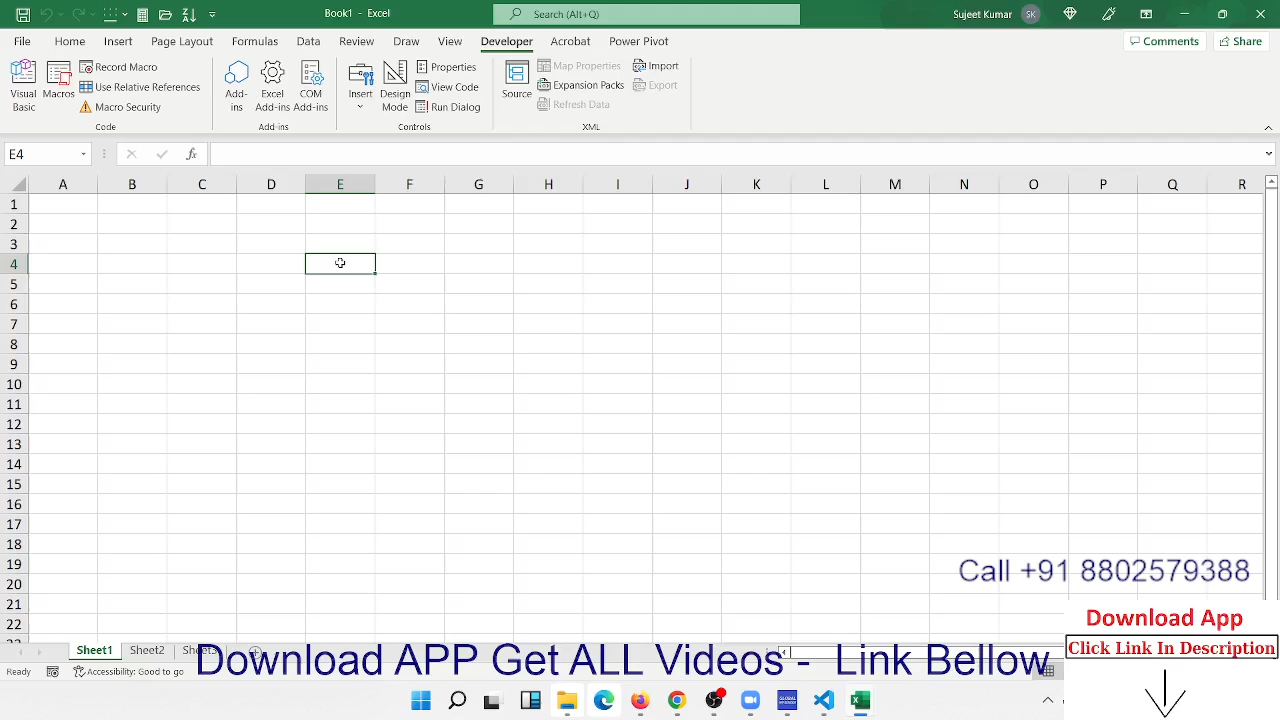 Book1 - Excel
Search (Alt+Q)
Sujeet Kumar SK
File Home Insert Page Layout Formulas Data Review Draw View Developer Acrobat Power Pivot Comments Share
Visual Basic
Macros
Record Macro
Use Relative References
Macro Security
Code
Add-ins
Excel Add-ins
COM Add-ins
Add-ins
Insert
Design Mode
Properties
View Code
Run Dialog
Controls
Source
Map Properties
Expansion Packs
Refresh Data
Import
Export
XML
E4 fx
A B C D E F G H I J K L M N O P Q R
1
2
3
4
5
6
7
8
9
10
11
12
13
14
15
16
17
18
19
20
21
22
Call +91 8802579388
Download App
Click Link In Description
Sheet1 Sheet2 Sheet3
Download APP Get ALL Videos - Link Bellow
Ready Accessibility: Good to go